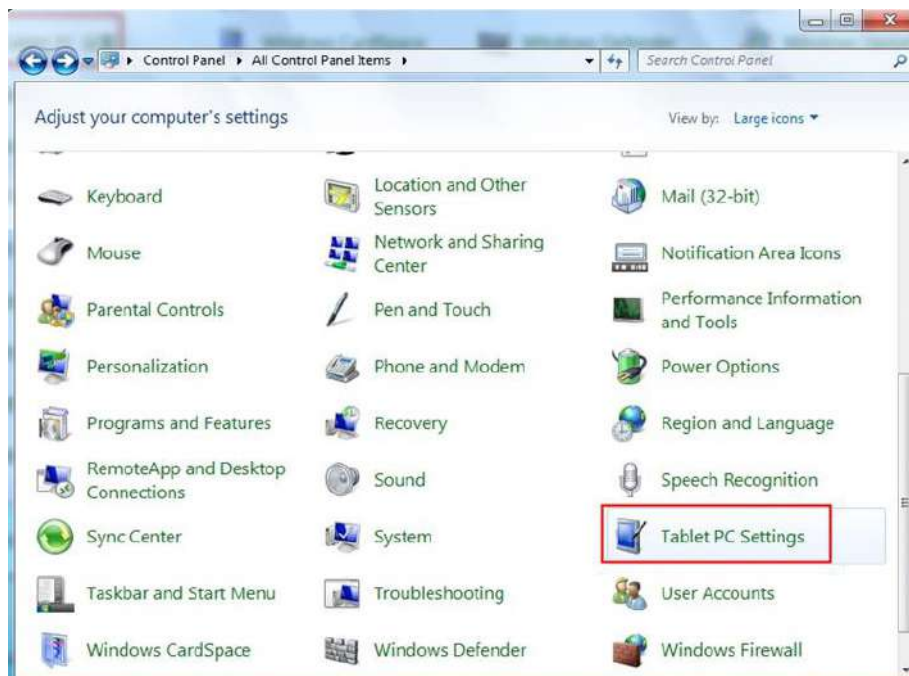 Control Panel ▸ All Control Panel Items ▸ Search Control Panel
Adjust your computer's settings View by: Large icons
Keyboard
Location and Other
Sensors
Mail (32-bit)
Mouse
Network and Sharing
Center
Notification Area Icons
Parental Controls
Pen and Touch
Performance Information
and Tools
Personalization
Phone and Modem
Power Options
Programs and Features
Recovery
Region and Language
RemoteApp and Desktop
Connections
Sound
Speech Recognition
Sync Center
System
Tablet PC Settings
Taskbar and Start Menu
Troubleshooting
User Accounts
Windows CardSpace
Windows Defender
Windows Firewall